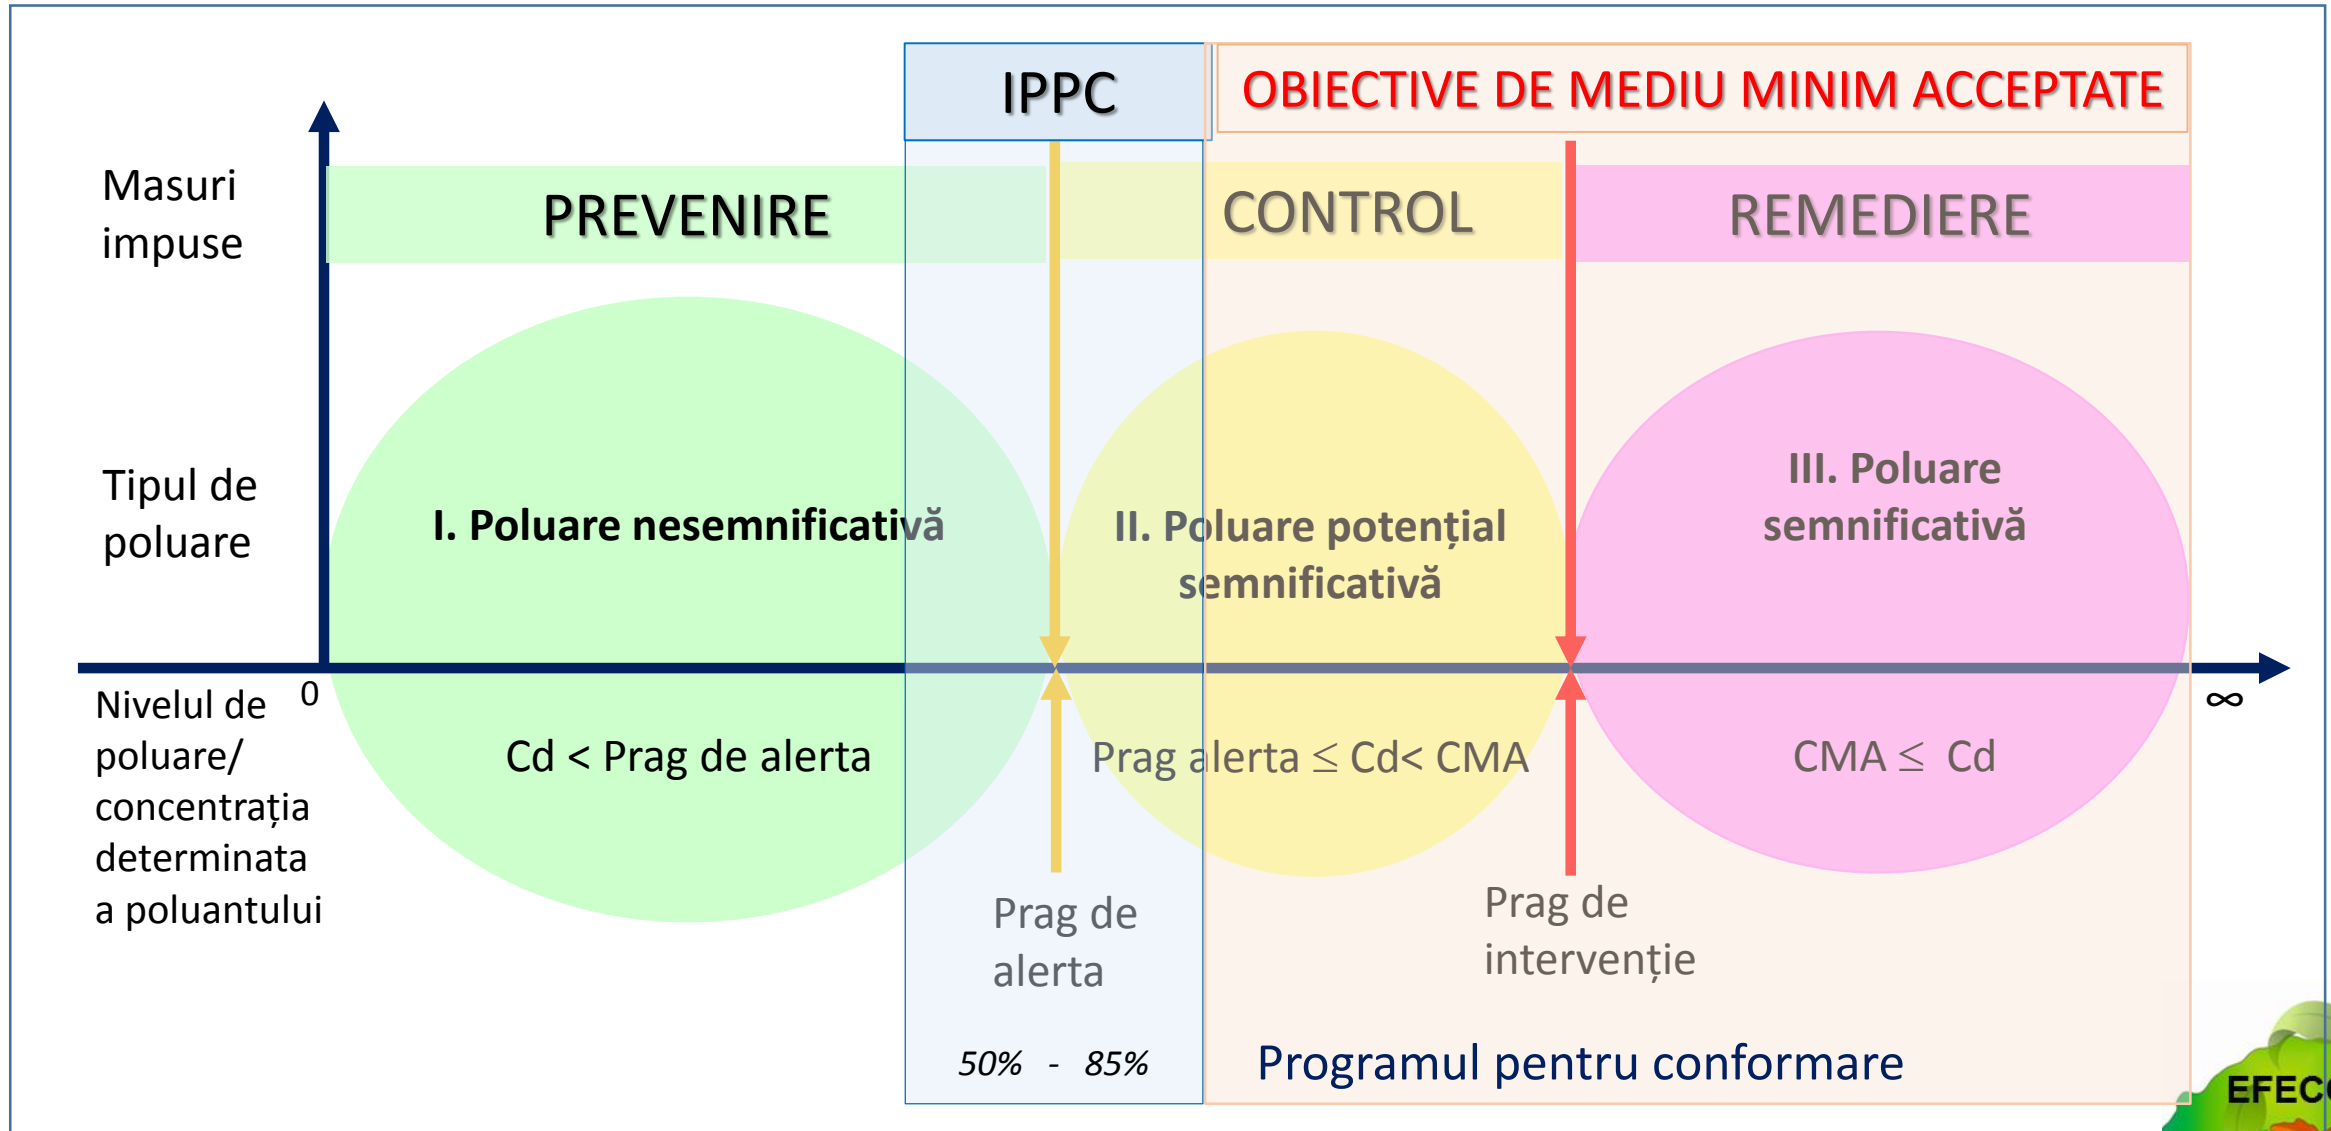 IPPC
OBIECTIVE DE MEDIU MINIM ACCEPTATE
Masuri
impuse
PREVENIRE
CONTROL
REMEDIERE
Tipul de
poluare
I. Poluare nesemnificativă
II. Poluare potențial
semnificativă
III. Poluare
semnificativă
0
∞
Nivelul de
poluare/
concentrația
determinata
a poluantului
Cd < Prag de alerta
Prag alerta ≤ Cd< CMA
CMA ≤ Cd
Prag de
alerta
Prag de
intervenție
50% - 85%
Programul pentru conformare